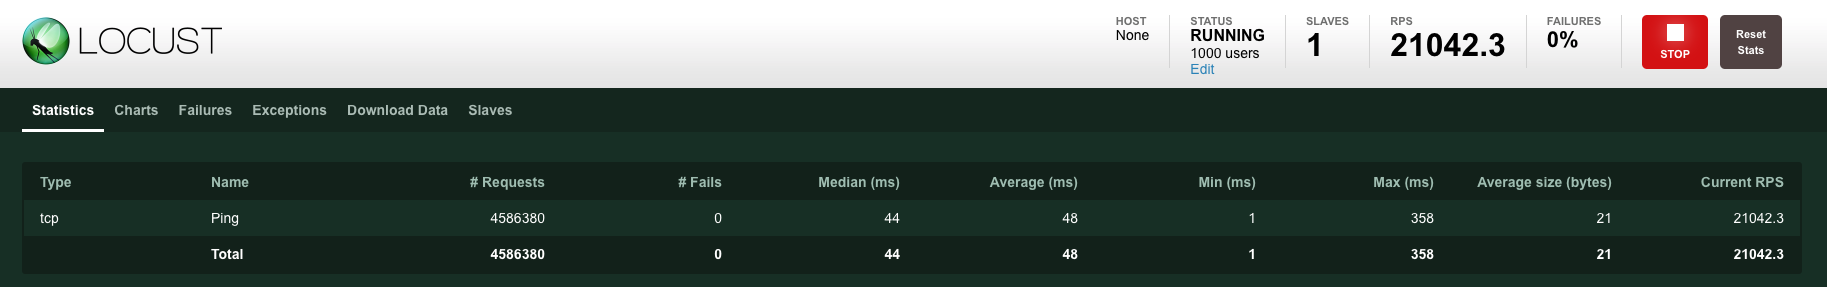 LOCUST
HOST
None
STATUS
RUNNING
1000 users
Edit
SLAVES
1
RPS
21042.3
FAILURES
0%
STOP
Reset
Stats
Statistics Charts Failures Exceptions Download Data Slaves
Type Name # Requests # Fails Median (ms) Average (ms) Min (ms) Max (ms) Average size (bytes) Current RPS
tcp Ping 4586380 0 44 48 1 358 21 21042.3
Total 4586380 0 44 48 1 358 21 21042.3